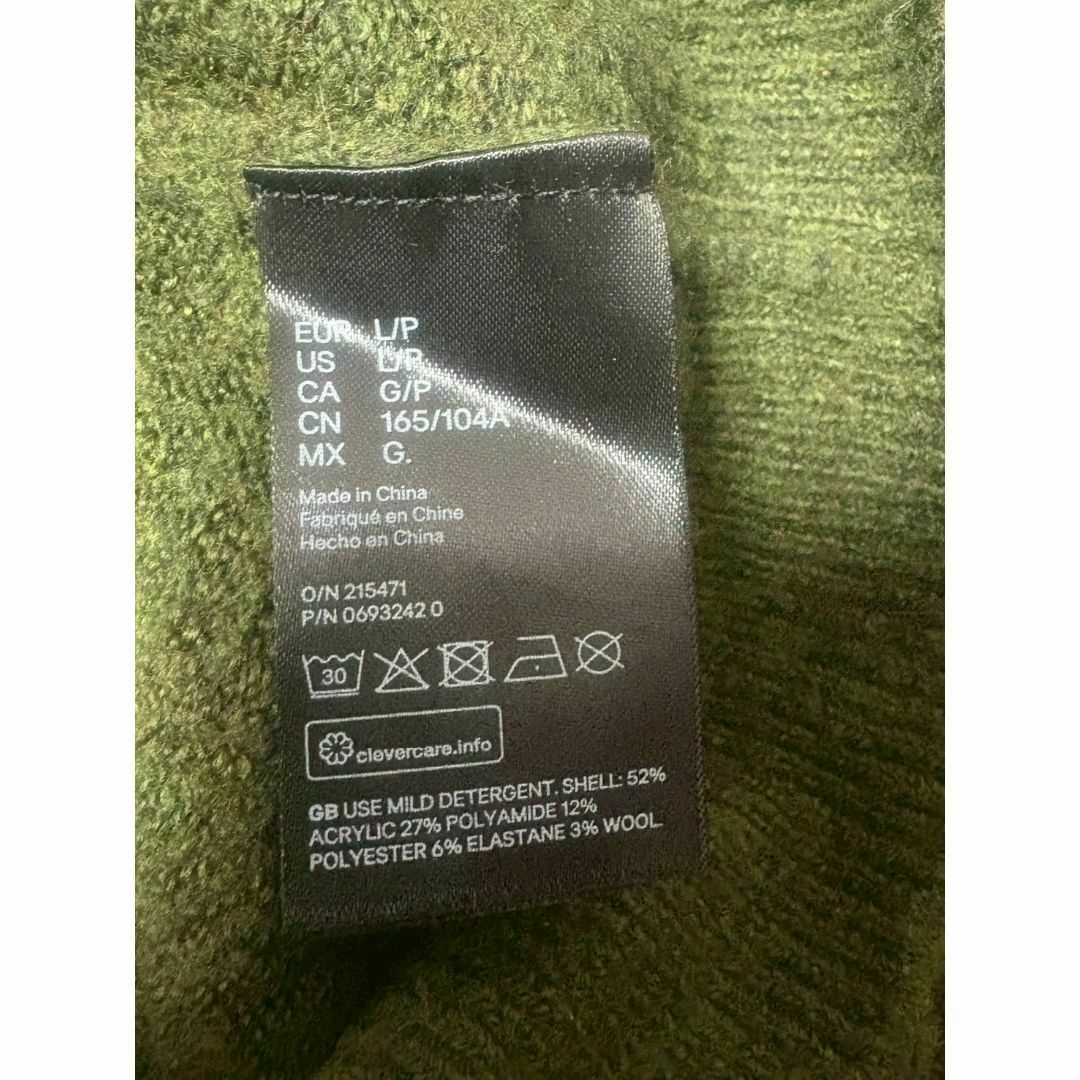 EUR L/P
US L/P
CA G/P
CN 165/104A
MX G.
Made in China
Fabriqué en Chine
Hecho en China
O/N 215471
P/N 0693242 0
30
clevercare.info
GB USE MILD DETERGENT. SHELL: 52%
ACRYLIC 27% POLYAMIDE 12%
POLYESTER 6% ELASTANE 3% WOOL